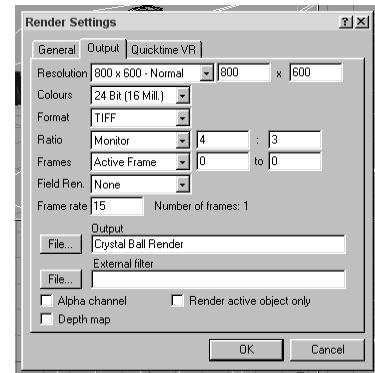 Render Settings
General Output Quicktime VR
Resolution 800 x 600 - Normal 800 x 600
Colours 24 Bit (16 Mill.)
Format TIFF
Ratio Monitor 4 : 3
Frames Active Frame 0 to 0
Field Ren. None
Frame rate 15 Number of frames: 1
Output
File... Crystal Ball Render
External filter
File...
Alpha channel Render active object only
Depth map
OK Cancel